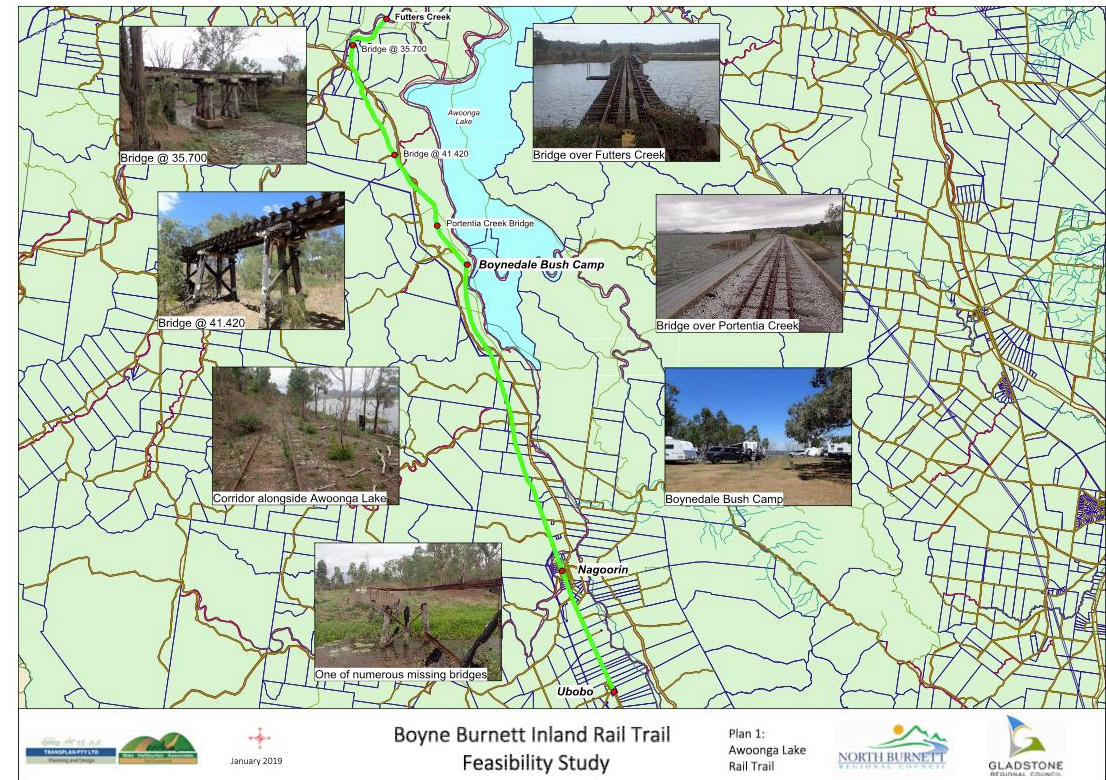 Futters Creek
Bridge @ 35.700
Awoonga
Lake
Bridge @ 35.700
Bridge over Futters Creek
Bridge @ 41.420
Portentia Creek Bridge
Boynedale Bush Camp
Bridge @ 41.420
Bridge over Portentia Creek
Corridor alongside Awoonga Lake
Boynedale Bush Camp
Nagoorin
One of numerous missing bridges
Ubobo
Boyne Burnett Inland Rail Trail
Feasibility Study
Plan 1:
Awoonga Lake
Rail Trail
January 2019
TRANSPLAN PTY LTD
Planning and Design
Mike Halliburton Associates
NORTH BURNETT
REGIONAL COUNCIL
GLADSTONE
REGIONAL COUNCIL